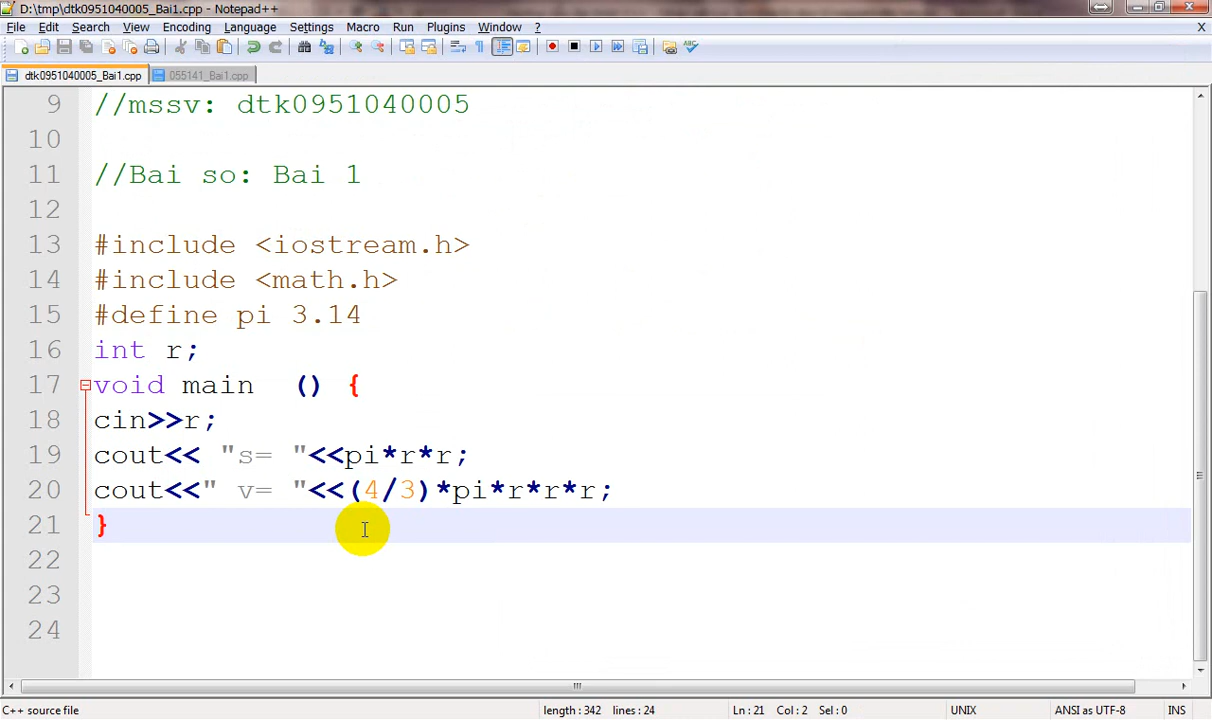 D:\tmp\dtk0951040005_Bai1.cpp - Notepad++
File Edit Search View Encoding Language Settings Macro Run Plugins Window ? X
dtk0951040005_Bai1.cpp 055141_Bai1.cpp
9 //mssv: dtk0951040005
10
11 //Bai so: Bai 1
12
13 #include <iostream.h>
14 #include <math.h>
15 #define pi 3.14
16 int r;
17 void main  () {
18 cin>>r;
19 cout<< "s= "<<pi*r*r;
20 cout<<" v= "<<(4/3)*pi*r*r*r;
21 }
22
23
24
C++ source file length : 342 lines : 24 Ln : 21 Col : 2 Sel : 0 UNIX ANSI as UTF-8 INS